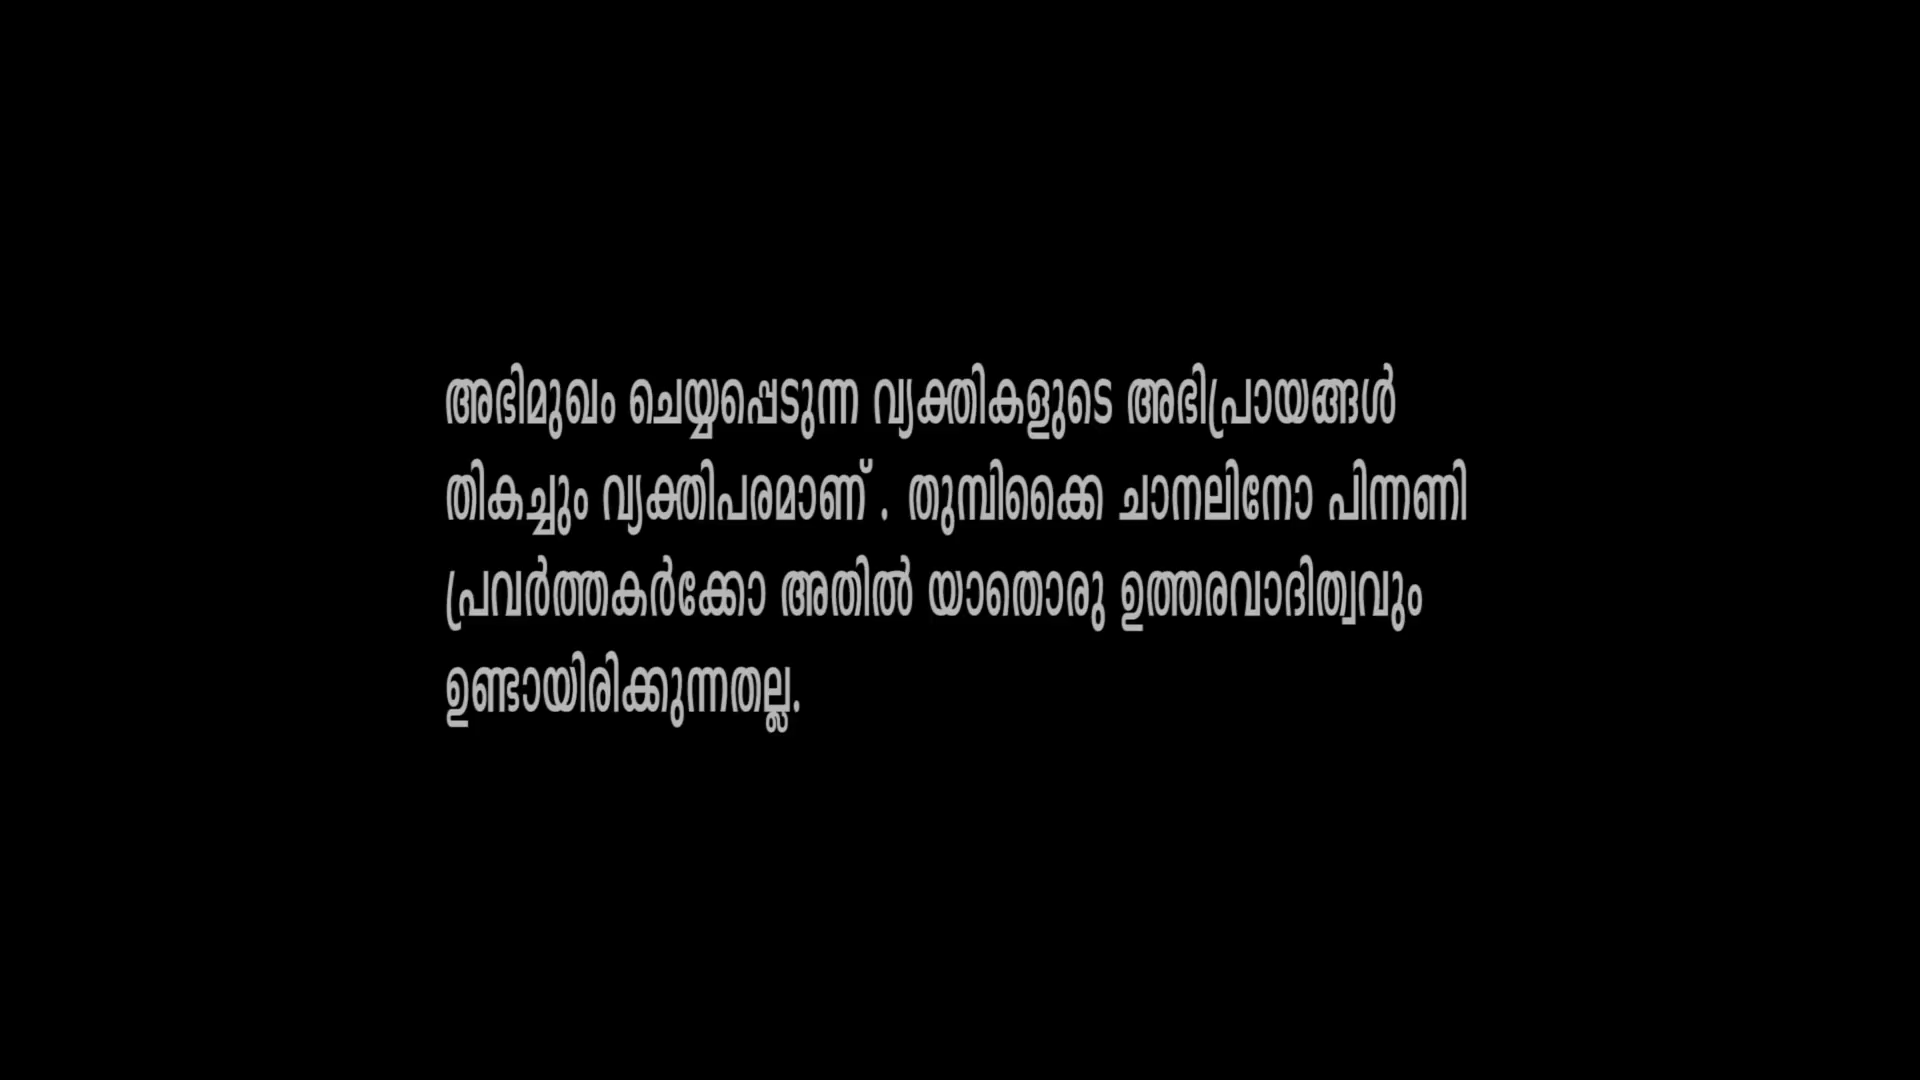 അഭിമുഖം ചെയ്യപ്പെടുന്ന വ്യക്തികളുടെ അഭിപ്രായങ്ങൾ
തികച്ചും വ്യക്തിപരമാണ് . തുമ്പിക്കൈ ചാനലിനോ പിന്നണി
പ്രവർത്തകർക്കോ അതിൽ യാതൊരു ഉത്തരവാദിത്വവും
ഉണ്ടായിരിക്കുന്നതല്ല.